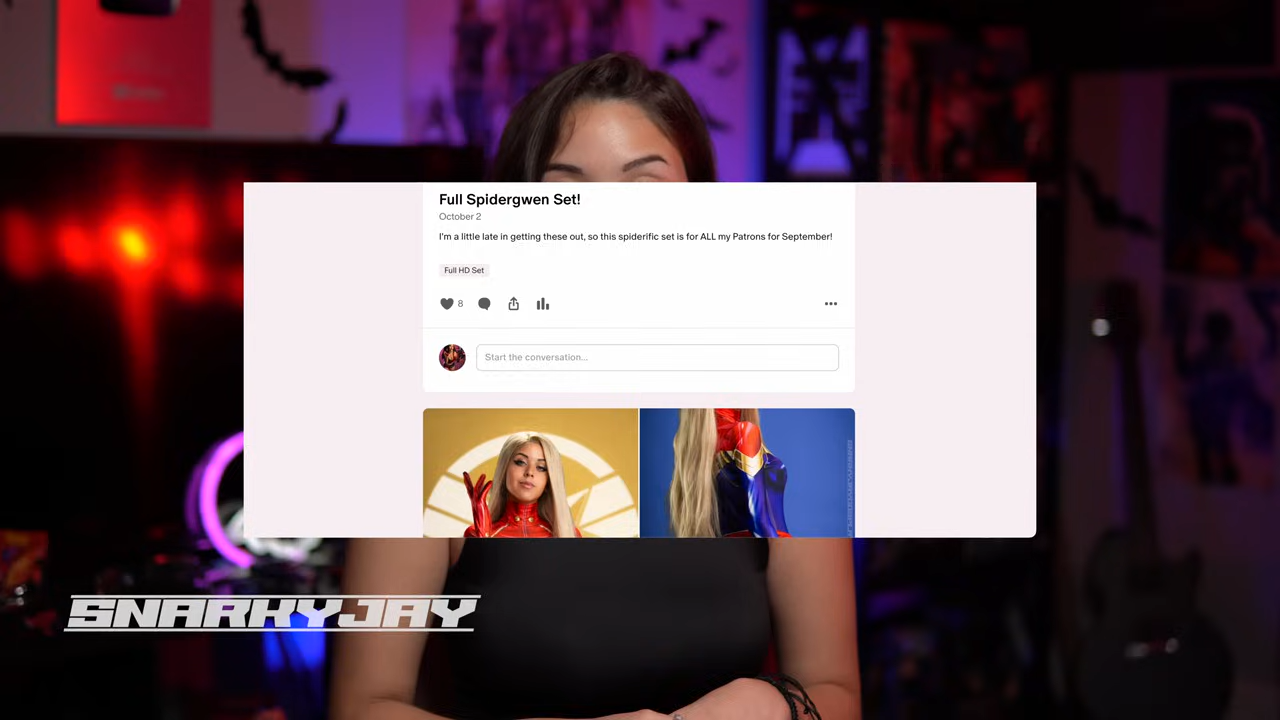 Full Spidergwen Set!
October 2
I'm a little late in getting these out, so this spiderific set is for ALL my Patrons for September!
Full HD Set
8
Start the conversation...
SNARKYJAY